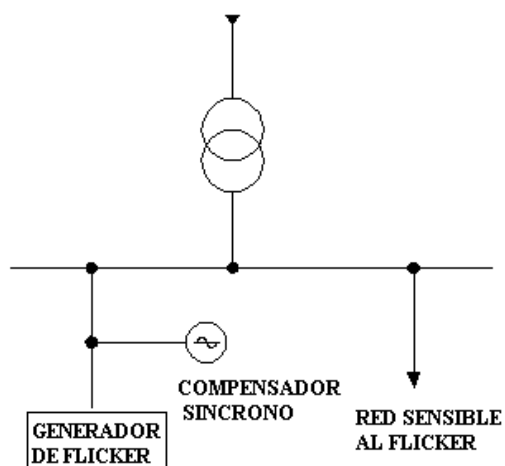 COMPENSADOR
SINCRONO
GENERADOR
DE FLICKER
RED SENSIBLE
AL FLICKER